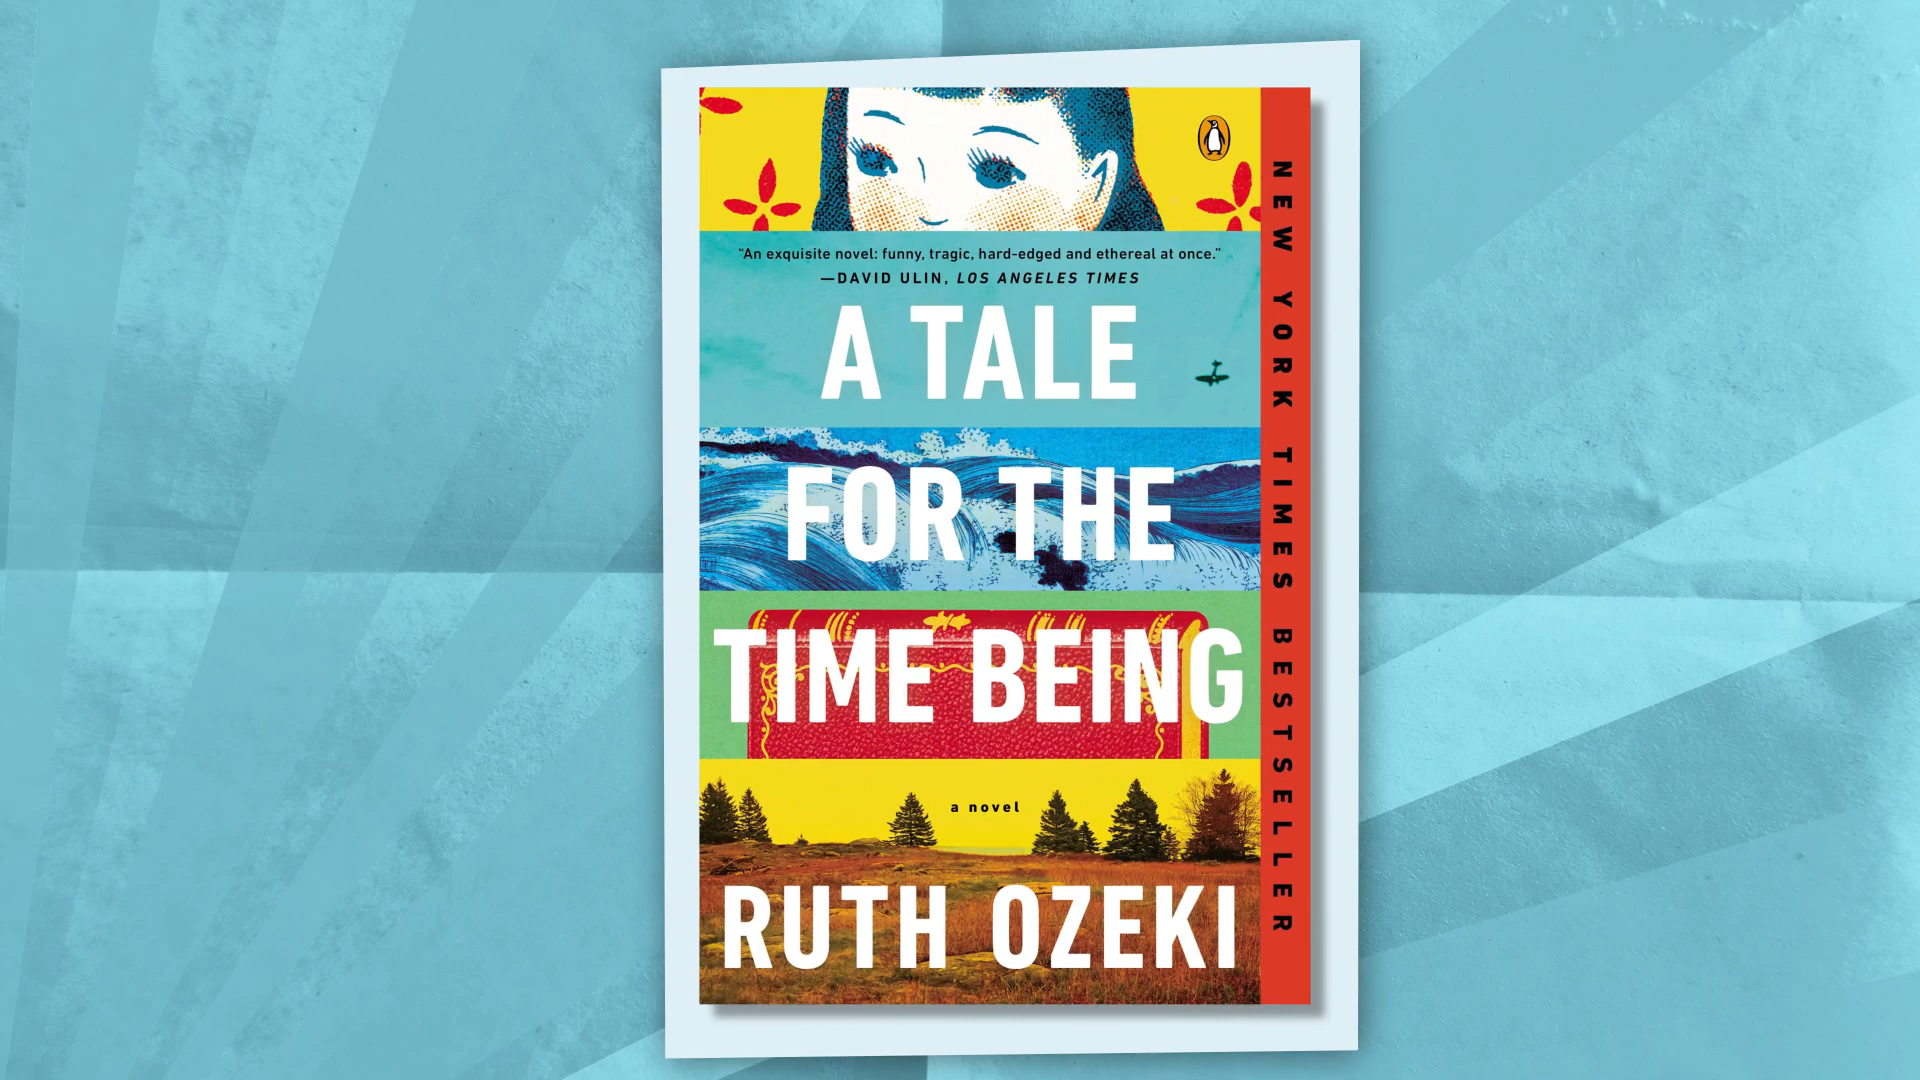 “An exquisite novel: funny, tragic, hard-edged and ethereal at once.”
—DAVID ULIN, LOS ANGELES TIMES
A TALE
FOR THE
TIME BEING
a novel
RUTH OZEKI
NEW YORK TIMES BESTSELLER